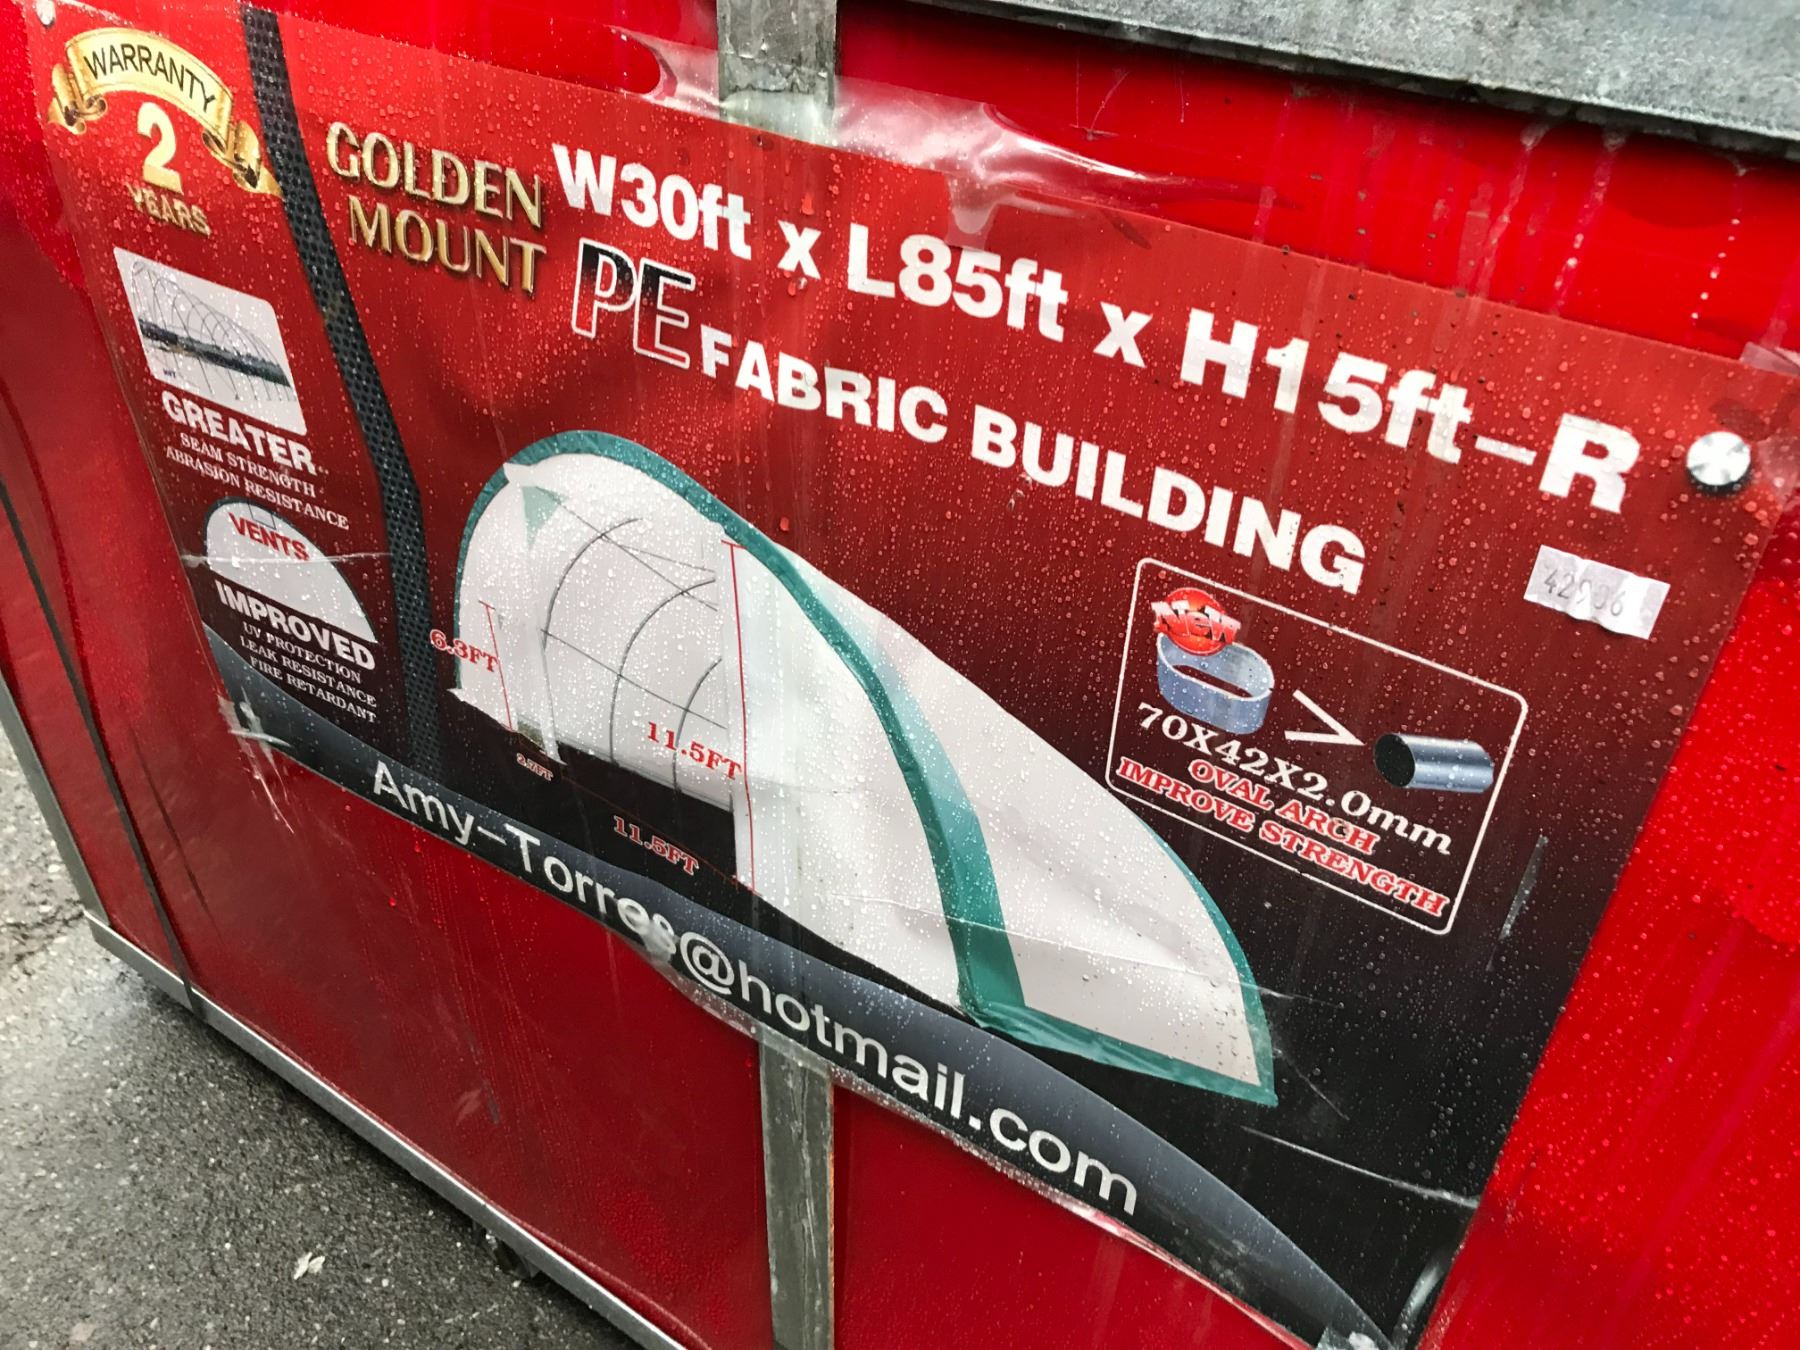 WARRANTY
2
YEARS
GOLDEN
MOUNT
W30ft x L85ft x H15ft-R
PE FABRIC BUILDING
GREATER
SEAM STRENGTH
ABRASION RESISTANCE
VENTS
IMPROVED
UV PROTECTION
LEAK RESISTANCE
FIRE RETARDANT
6.3FT
11.5FT
11.5FT
NEW
>
70X42X2.0mm
OVAL ARCH
IMPROVE STRENGTH
Amy-Torres@hotmail.com